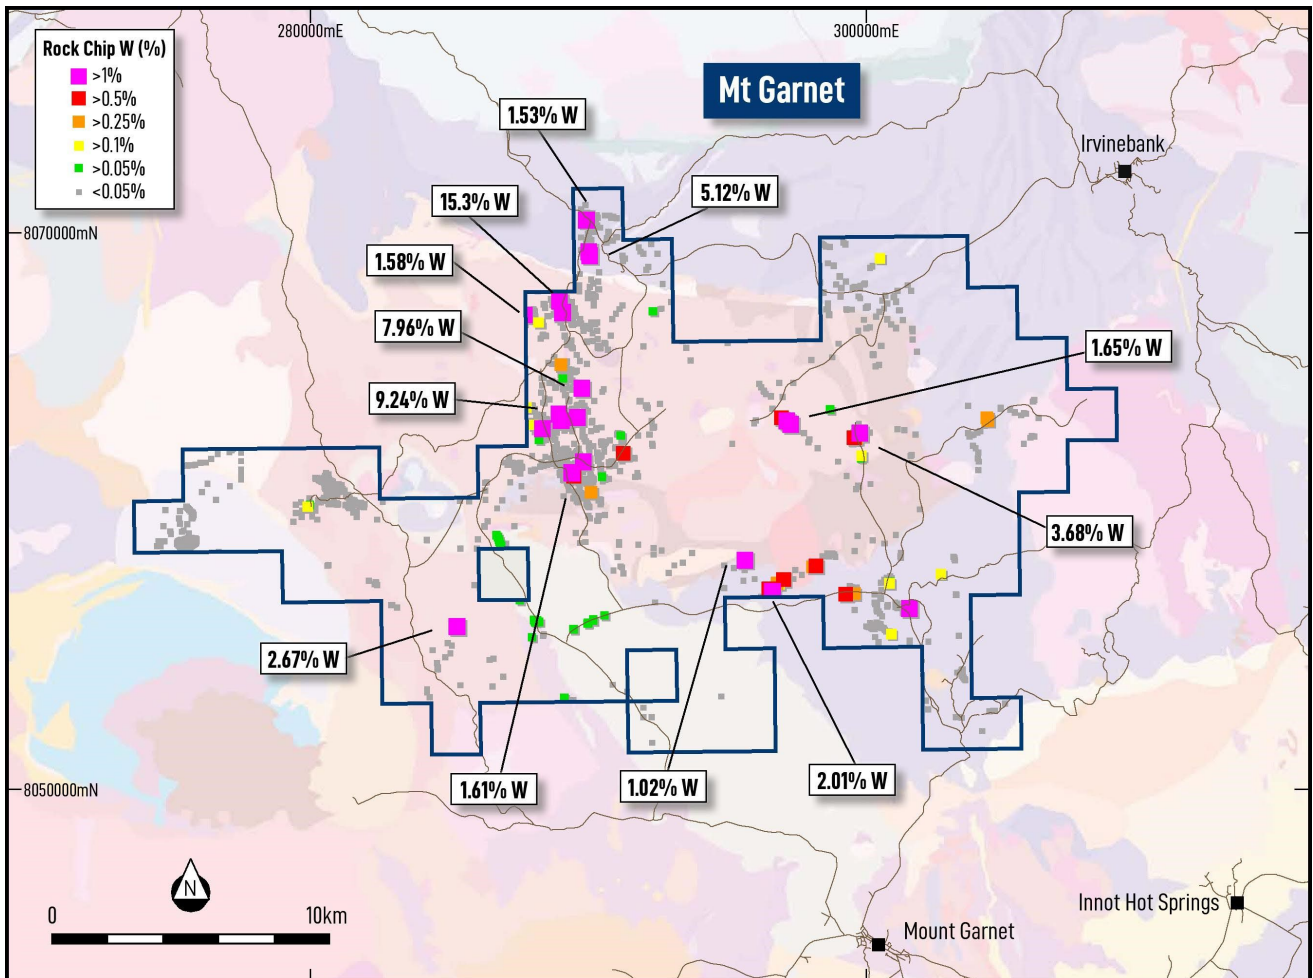 280000mE
300000mE
Rock Chip W (%)
>1%
>0.5%
>0.25%
>0.1%
>0.05%
<0.05%
Mt Garnet
1.53% W
Irvinebank
15.3% W
5.12% W
8070000mN
1.58% W
7.96% W
1.65% W
9.24% W
3.68% W
2.67% W
1.61% W
1.02% W
2.01% W
8050000mN
N
0
10km
Innot Hot Springs
Mount Garnet